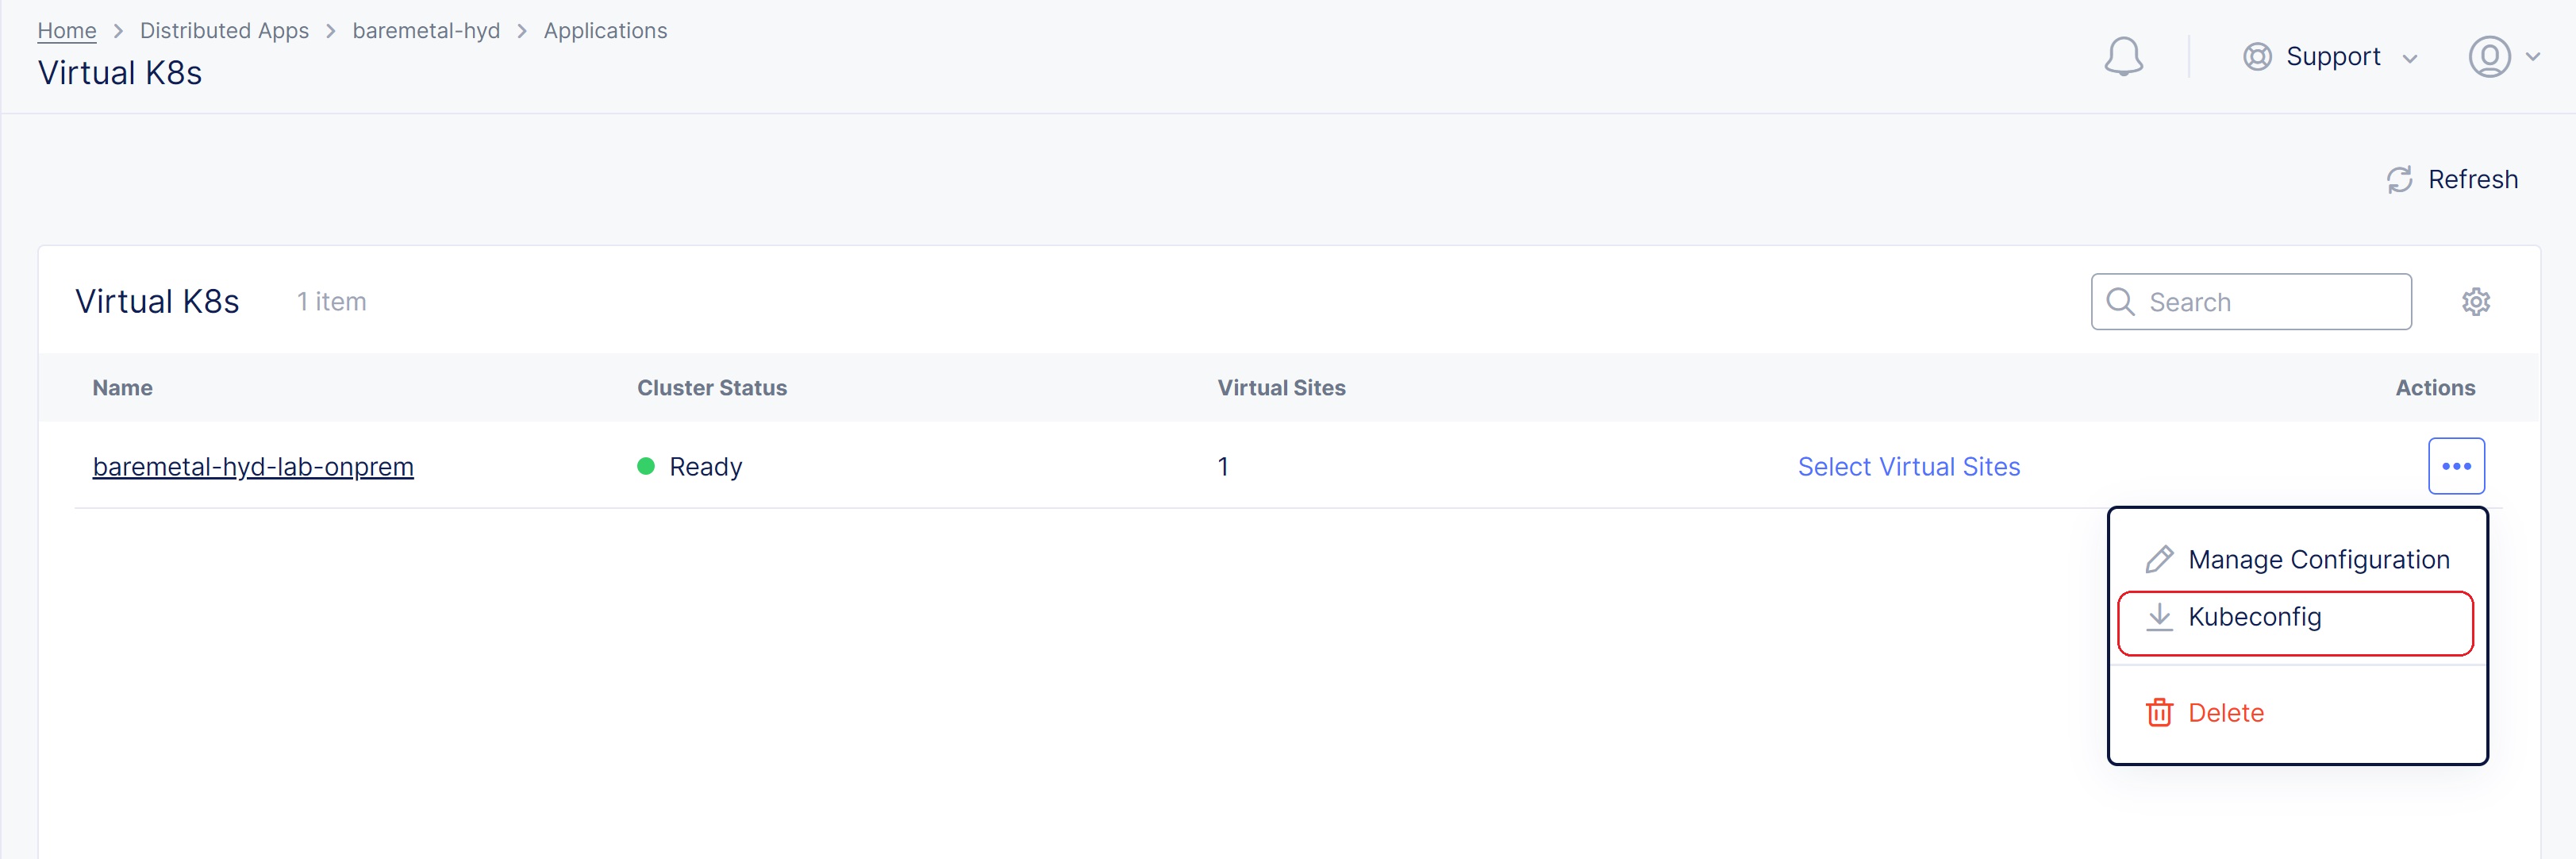 Home > Distributed Apps > baremetal-hyd > Applications
Virtual K8s
Support
Refresh
Virtual K8s 1 item
Search
Name Cluster Status Virtual Sites Actions
baremetal-hyd-lab-onprem Ready 1 Select Virtual Sites
Manage Configuration
Kubeconfig
Delete